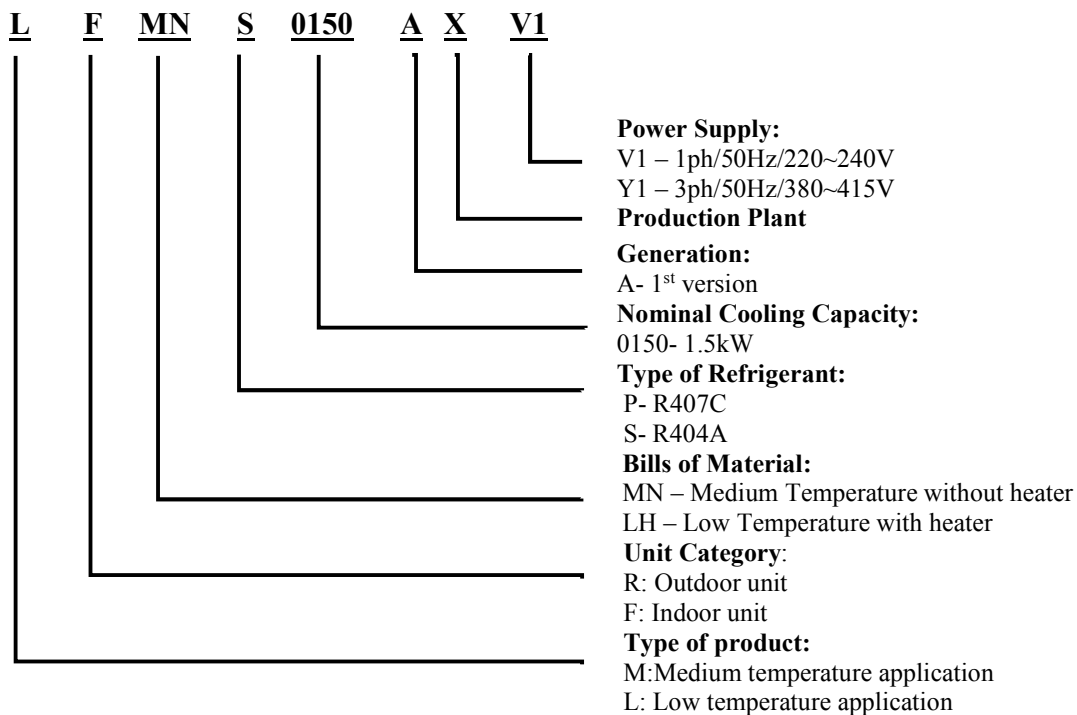 L F MN S 0150 A X V1
Power Supply:
V1 – 1ph/50Hz/220~240V
Y1 – 3ph/50Hz/380~415V
Production Plant
Generation:
A- 1st version
Nominal Cooling Capacity:
0150- 1.5kW
Type of Refrigerant:
P- R407C
S- R404A
Bills of Material:
MN – Medium Temperature without heater
LH – Low Temperature with heater
Unit Category:
R: Outdoor unit
F: Indoor unit
Type of product:
M:Medium temperature application
L: Low temperature application